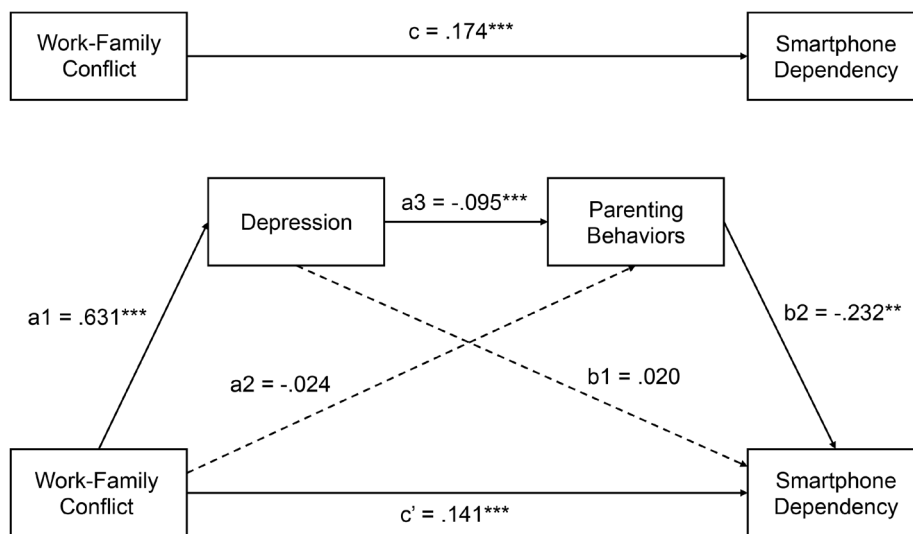 Work-Family
Conflict
c = .174***
Smartphone
Dependency
Depression
a3 = -.095***
Parenting
Behaviors
a1 = .631***
a2 = -.024
b1 = .020
b2 = -.232**
Work-Family
Conflict
c’ = .141***
Smartphone
Dependency